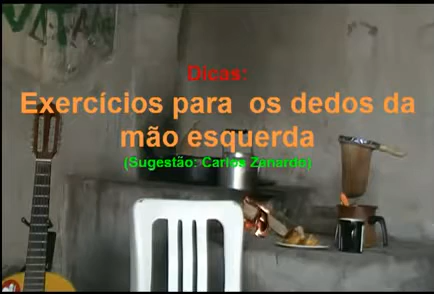 Dicas:
Exercícios para os dedos da
mão esquerda
(Sugestão: Carlos Zanardo)